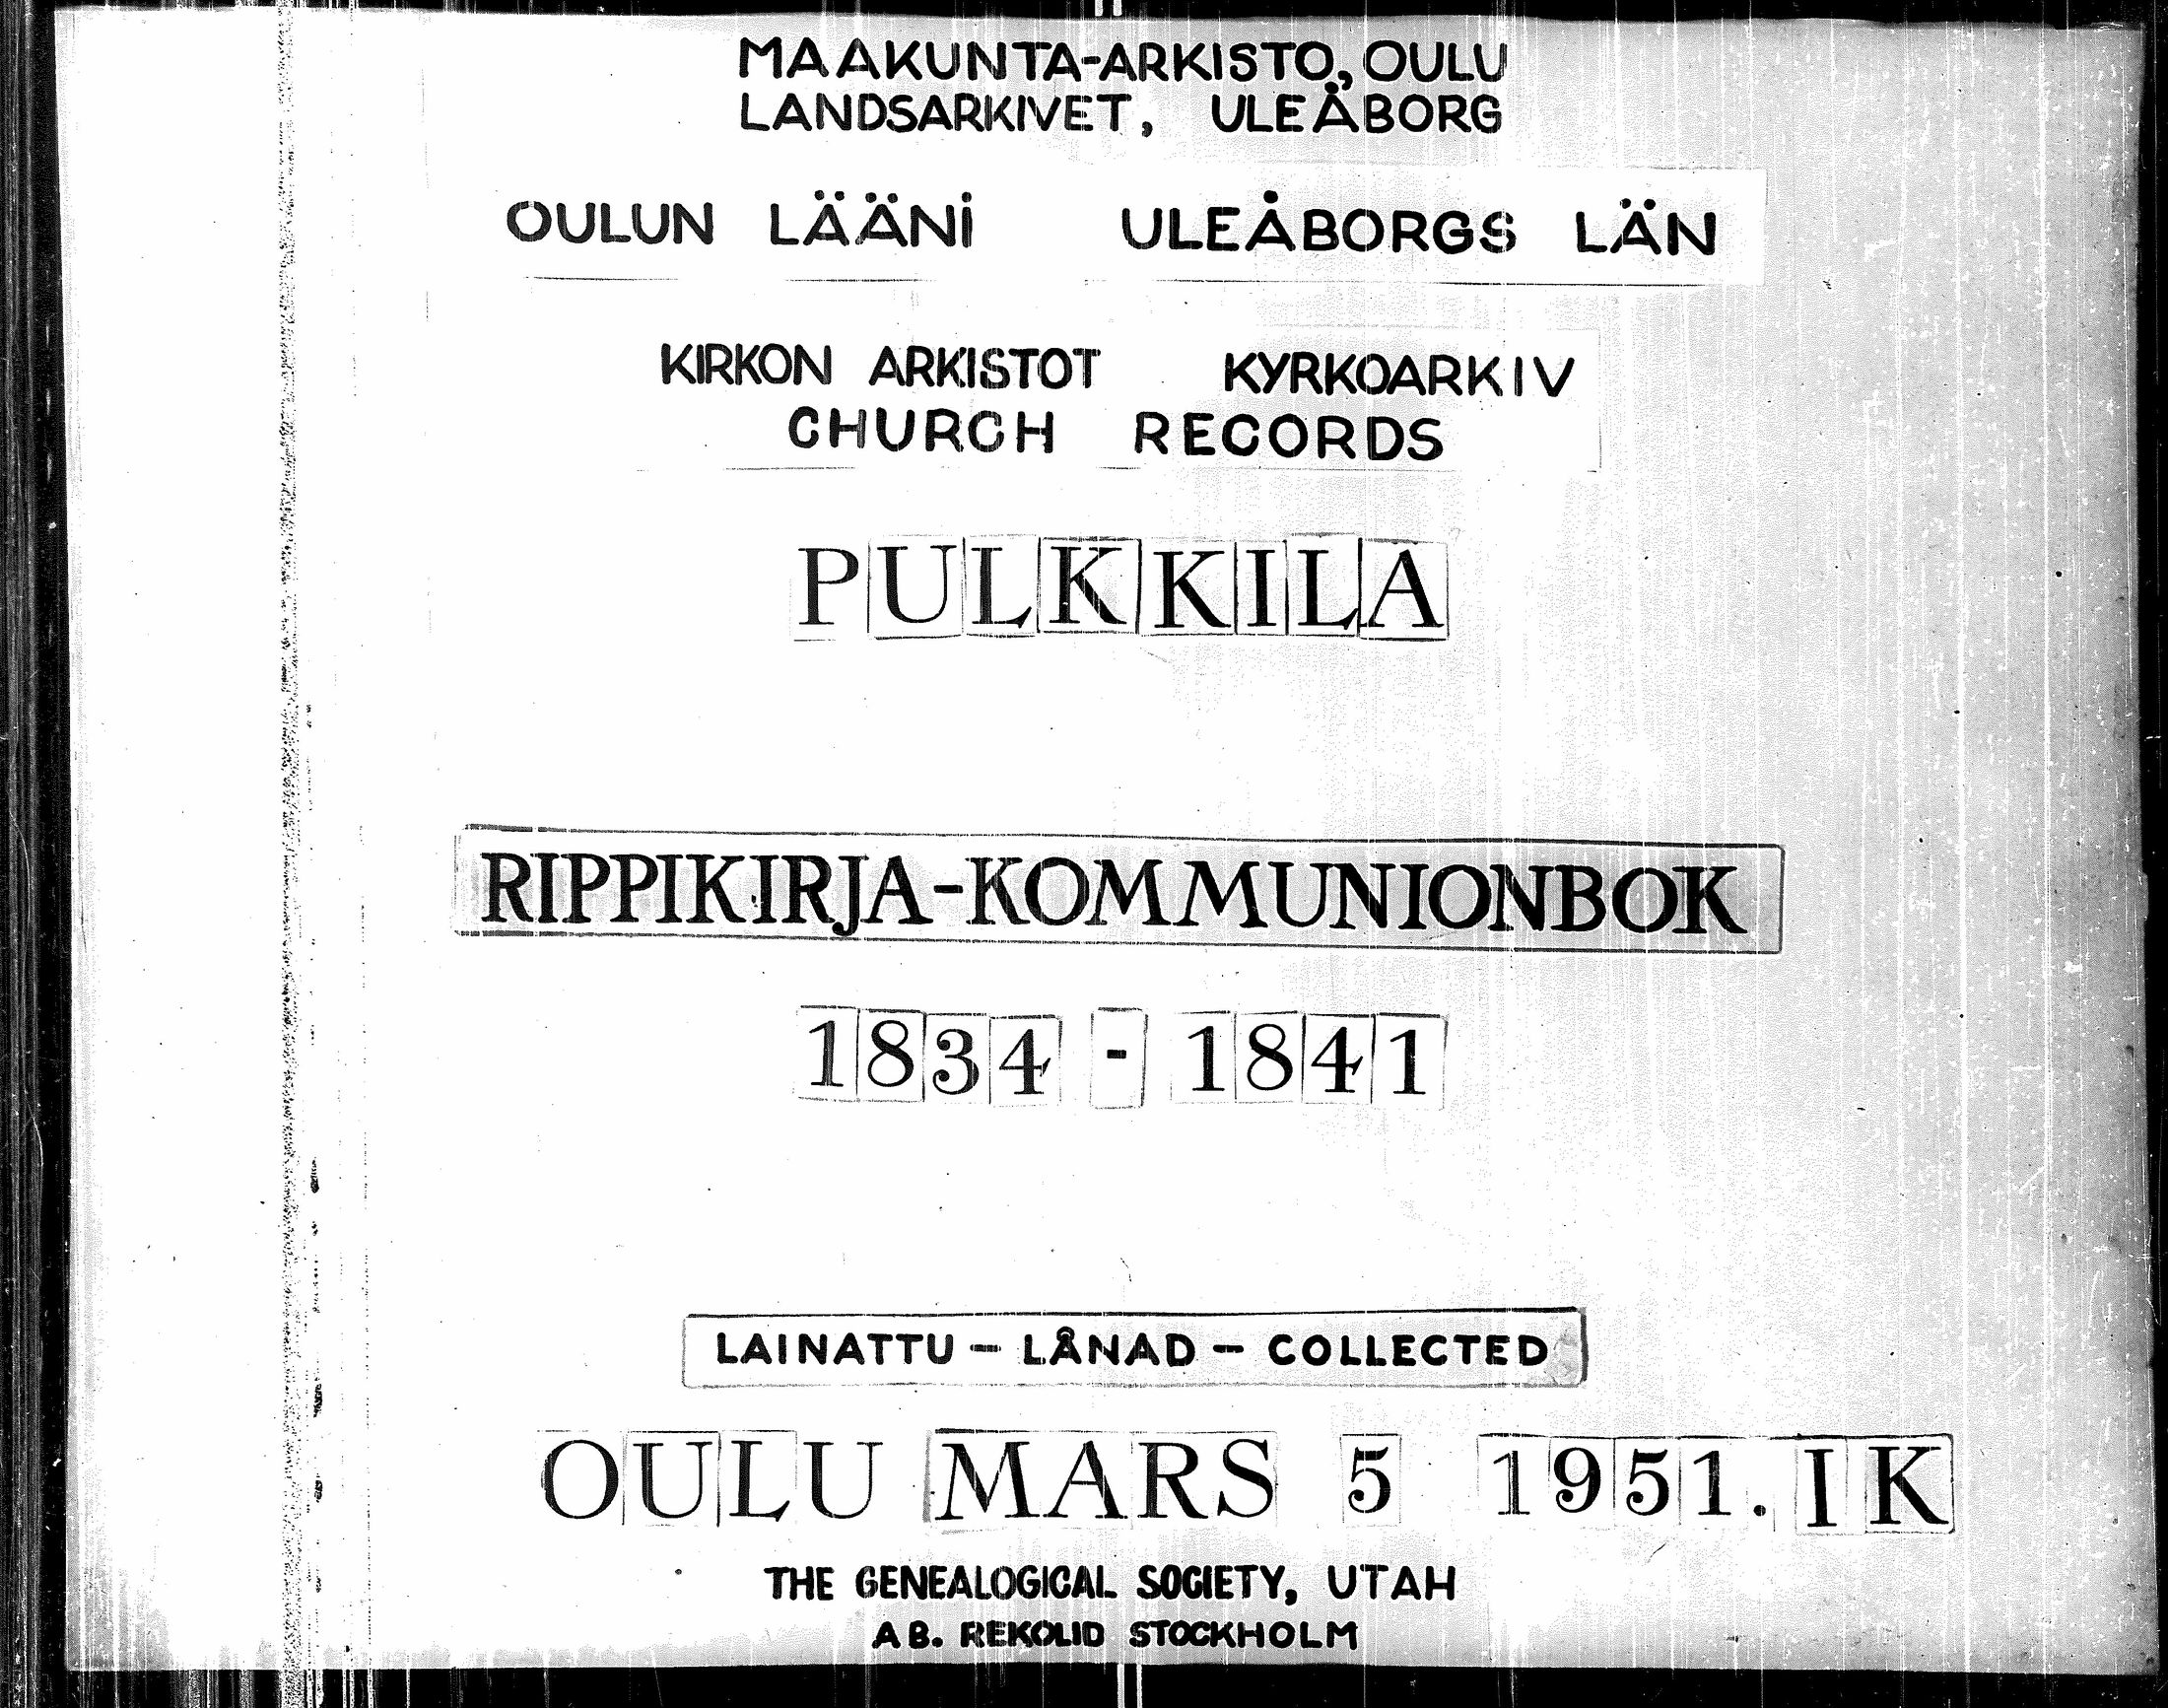 MAAKUNTA-ARKISTO, OULU
LANDSARKIVET, ULEÅBORG
OULUN LÄÄNI ULEÅBORGS LÄN
KIRKON ARKISTOT KYRKOARKIV
CHURCH RECORDS
PULKKILA
RIPPIKIRJA-KOMMUNIONBOK
1834 - 1841
LAINATTU - LÅNAD - COLLECTED
OULU MARS 5 1951. IK
THE GENEALOGICAL SOCIETY, UTAH
AB. REKOLID STOCKHOLM